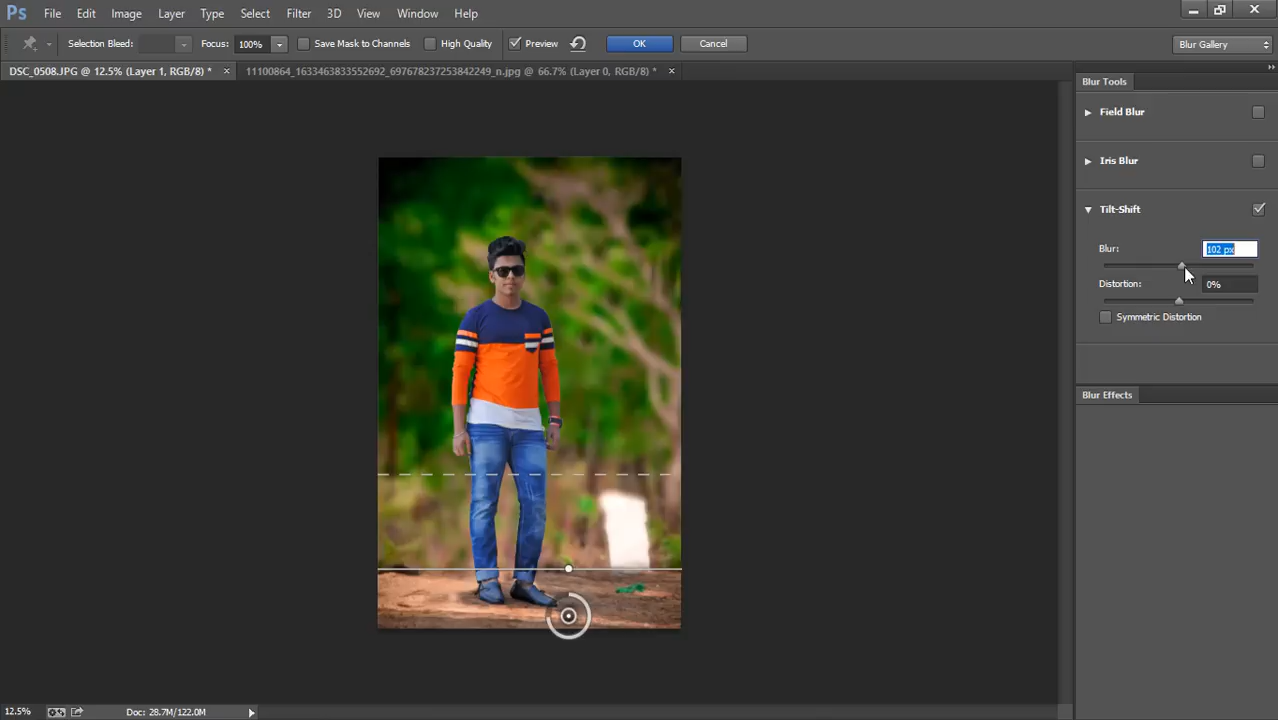 Ps File Edit Image Layer Type Select Filter 3D View Window Help
Selection Bleed: Focus: 100% Save Mask to Channels High Quality Preview OK Cancel Blur Gallery
DSC_0508.JPG @ 12.5% (Layer 1, RGB/8) * × 11100864_1633463833552692_697678237253842249_n.jpg @ 66.7% (Layer 0, RGB/8) * ×
Blur Tools
Field Blur
Iris Blur
Tilt-Shift
Blur: 102 px
Distortion: 0%
Symmetric Distortion
Blur Effects
12.5% Doc: 28.7M/122.0M